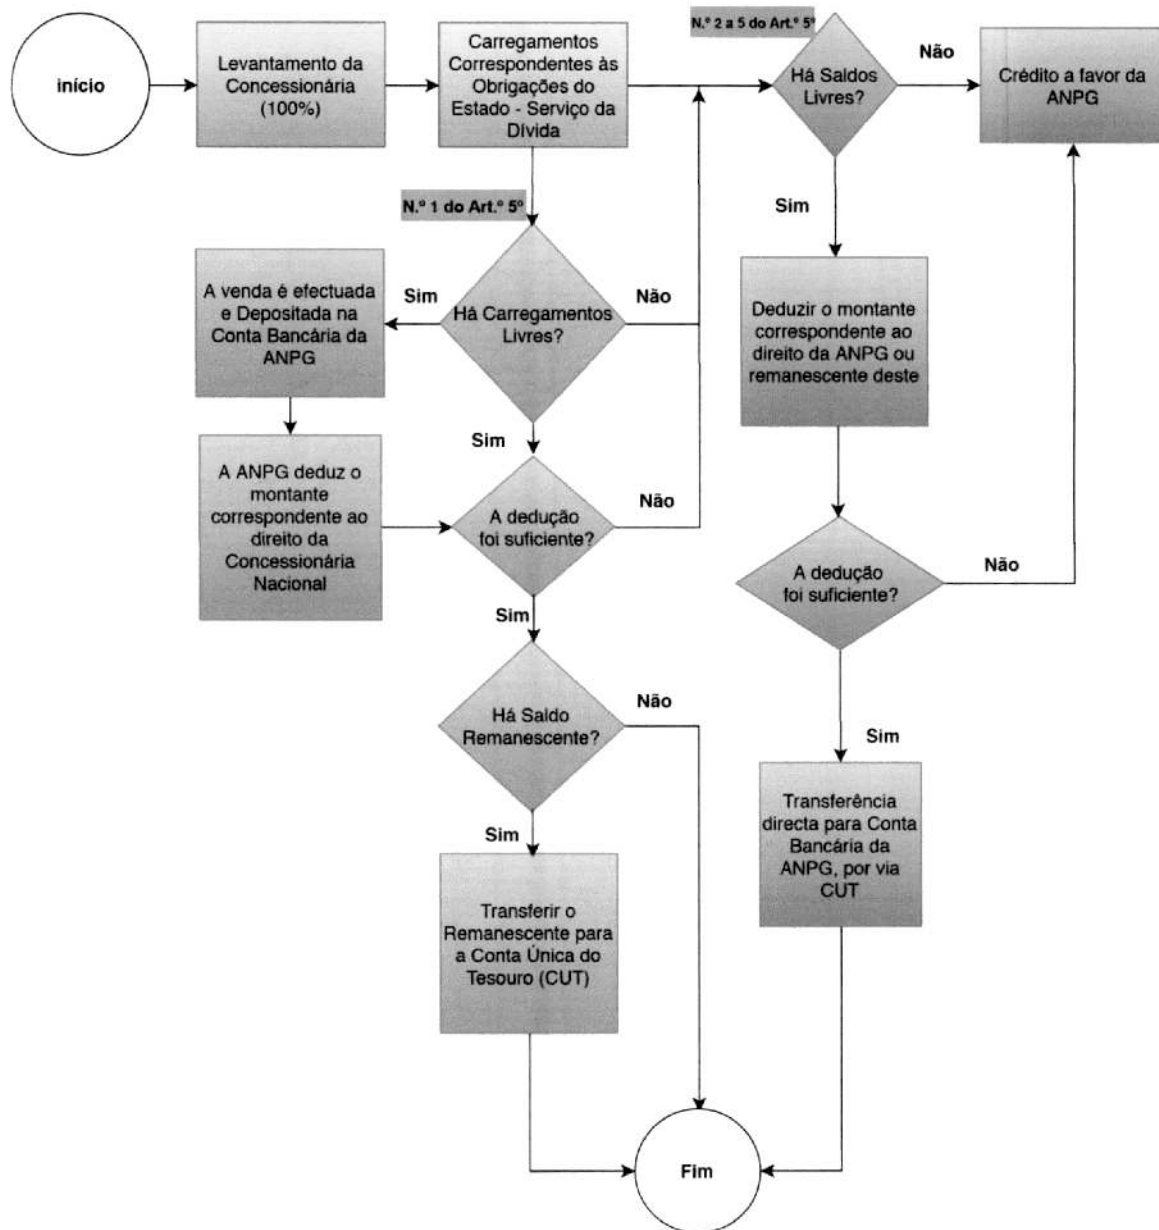 início
Levantamento da
Concessionária
(100%)
Carregamentos
Correspondentes às
Obrigações do
Estado - Serviço da
Dívida
N.º 2 a 5 do Art.º 5º
Há Saldos
Livres?
Não
Crédito a favor da
ANPG
N.º 1 do Art.º 5º
Sim
A venda é efectuada
e Depositada na
Conta Bancária da
ANPG
Sim
Há Carregamentos
Livres?
Não
Deduzir o montante
correspondente ao
direito da ANPG ou
remanescente deste
Sim
A ANPG deduz o
montante
correspondente ao
direito da
Concessionária
Nacional
A dedução
foi suficiente?
Não
A dedução
foi suficiente?
Não
Sim
Há Saldo
Remanescente?
Não
Sim
Sim
Transferência
directa para Conta
Bancária da
ANPG, por via
CUT
Transferir o
Remanescente para
a Conta Única do
Tesouro (CUT)
Fim